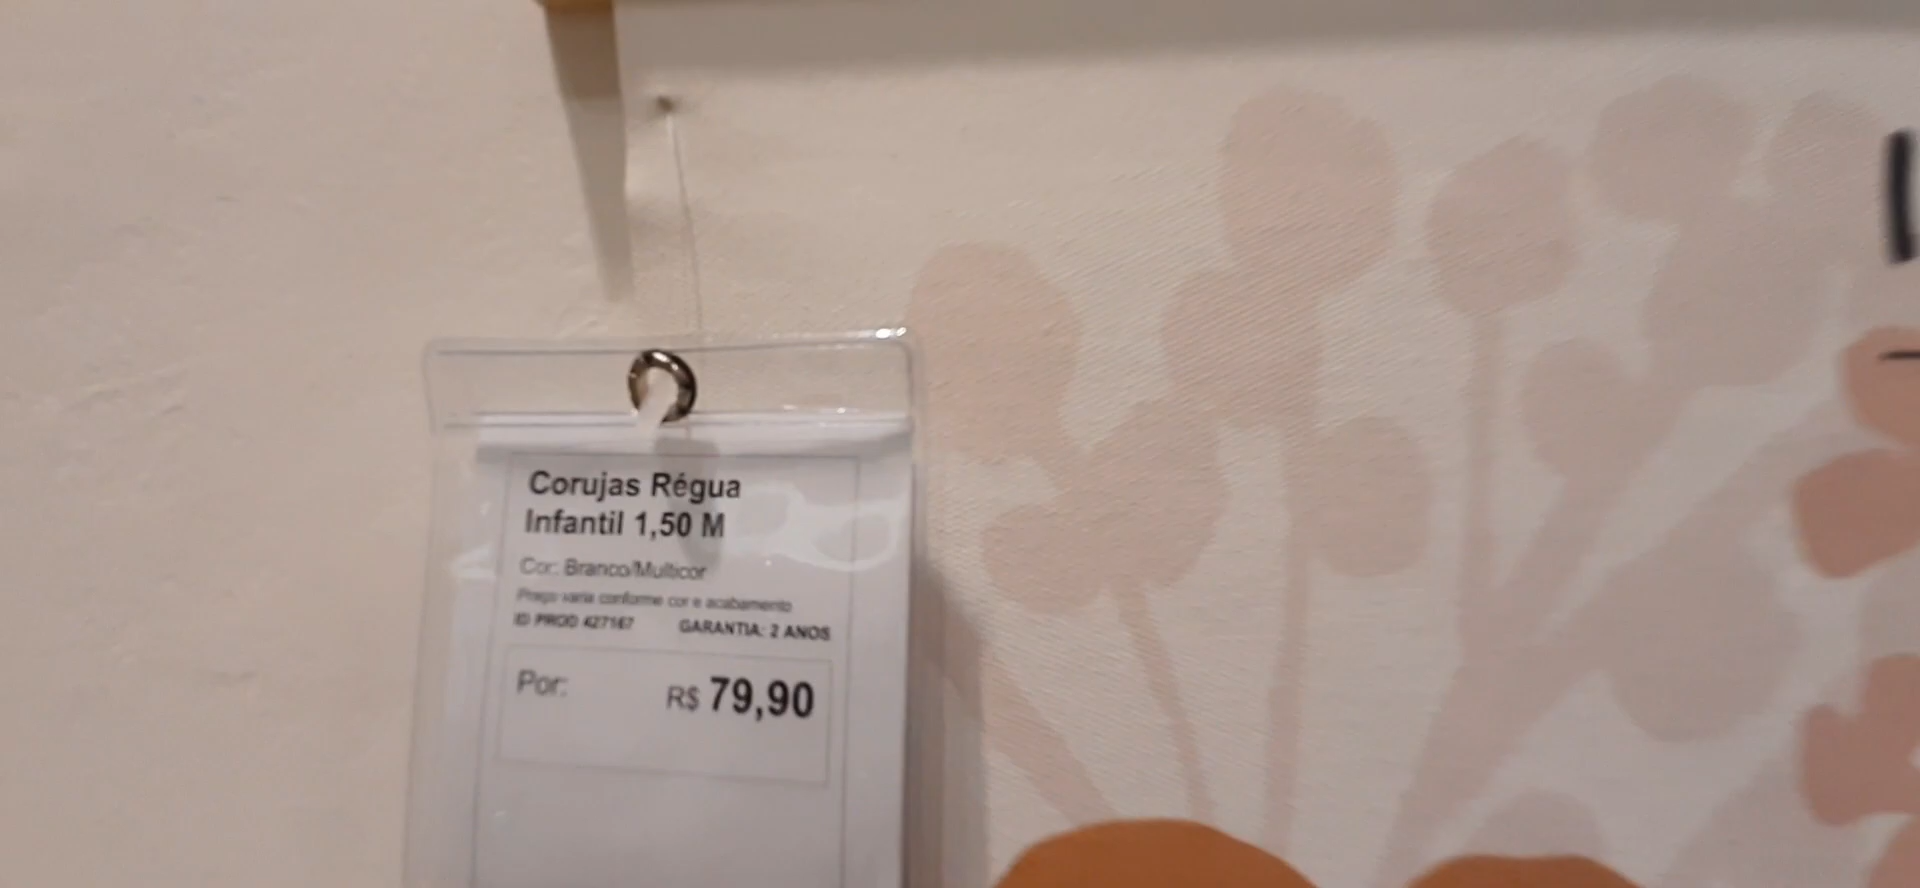 Corujas Régua
Infantil 1,50 M
Cor: Branco/Multicor
Preço varia conforme cor e acabamento
ID PROD 427167 GARANTIA: 2 ANOS
Por: R$ 79,90